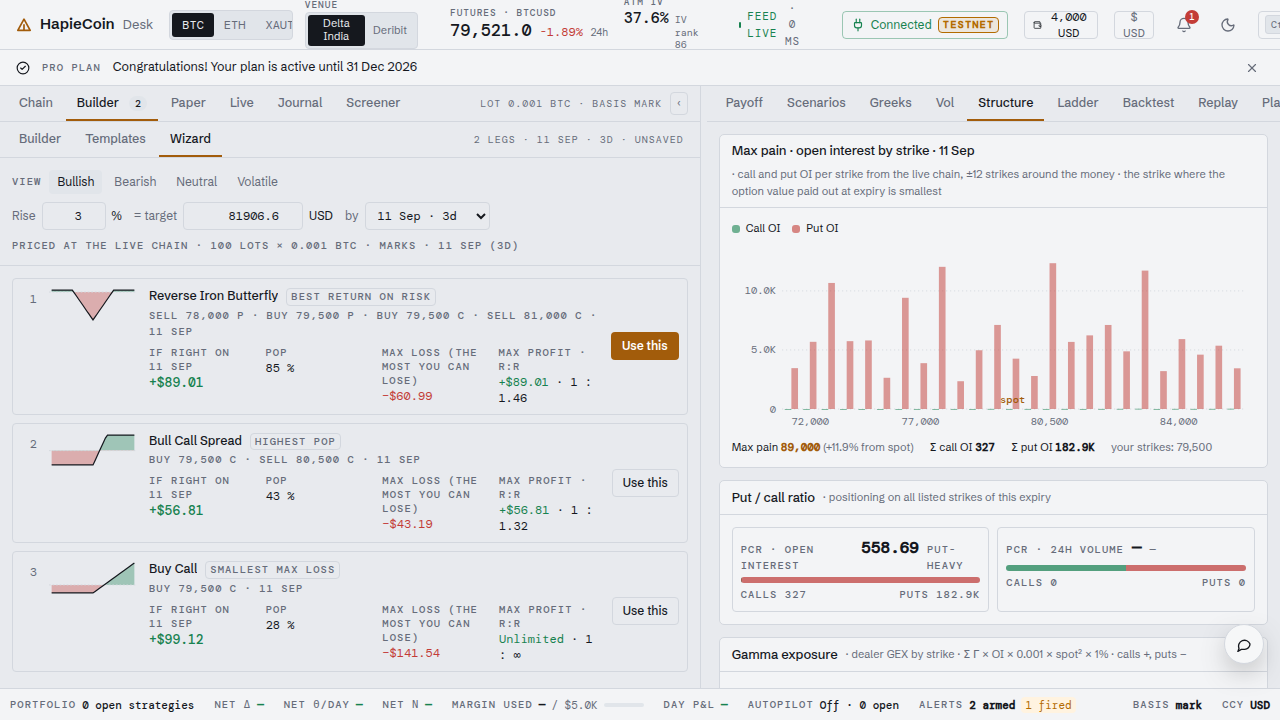 HapieCoin Desk
BTC ETH XAUT
VENUE
Delta India
Deribit
FUTURES · BTCUSD
79,521.0 -1.89% 24h
ATM IV
37.6% IV rank 86
FEED LIVE · 0 MS
Connected TESTNET
4,000 USD
$ USD
1
PRO PLAN Congratulations! Your plan is active until 31 Dec 2026
Chain Builder 2 Paper Live Journal Screener
LOT 0.001 BTC · BASIS MARK ‹
Builder Templates Wizard
2 LEGS · 11 SEP · 3D · UNSAVED
VIEW Bullish Bearish Neutral Volatile
Rise 3 % = target 81906.6 USD by 11 Sep · 3d
PRICED AT THE LIVE CHAIN · 100 LOTS × 0.001 BTC · MARKS · 11 SEP (3D)
1 Reverse Iron Butterfly BEST RETURN ON RISK
SELL 78,000 P · BUY 79,500 P · BUY 79,500 C · SELL 81,000 C ·
11 SEP
IF RIGHT ON 11 SEP
+$89.01
POP
85 %
MAX LOSS (THE MOST YOU CAN LOSE)
−$60.99
MAX PROFIT · R:R
+$89.01 · 1 : 1.46
Use this
2 Bull Call Spread HIGHEST POP
BUY 79,500 C · SELL 80,500 C · 11 SEP
IF RIGHT ON 11 SEP
+$56.81
POP
43 %
MAX LOSS (THE MOST YOU CAN LOSE)
−$43.19
MAX PROFIT · R:R
+$56.81 · 1 : 1.32
Use this
3 Buy Call SMALLEST MAX LOSS
BUY 79,500 C · 11 SEP
IF RIGHT ON 11 SEP
+$99.12
POP
28 %
MAX LOSS (THE MOST YOU CAN LOSE)
−$141.54
MAX PROFIT · R:R
Unlimited · 1 : ∞
Use this
Payoff Scenarios Greeks Vol Structure Ladder Backtest Replay
Max pain · open interest by strike · 11 Sep
· call and put OI per strike from the live chain, ±12 strikes around the money · the strike where the
option value paid out at expiry is smallest
Call OI Put OI
10.0K
5.0K
0
spot
72,000 77,000 80,500 84,000
Max pain 89,000 (+11.9% from spot) Σ call OI 327 Σ put OI 182.9K your strikes: 79,500
Put / call ratio · positioning on all listed strikes of this expiry
PCR · OPEN INTEREST 558.69 PUT-HEAVY
CALLS 327 PUTS 182.9K
PCR · 24H VOLUME — —
CALLS 0 PUTS 0
Gamma exposure · dealer GEX by strike · Σ Γ × OI × 0.001 × spot² × 1% · calls +, puts −
PORTFOLIO 0 open strategies NET Δ — NET Θ/DAY — NET N — MARGIN USED — / $5.0K DAY P&L — AUTOPILOT Off · 0 open ALERTS 2 armed 1 fired BASIS mark CCY USD